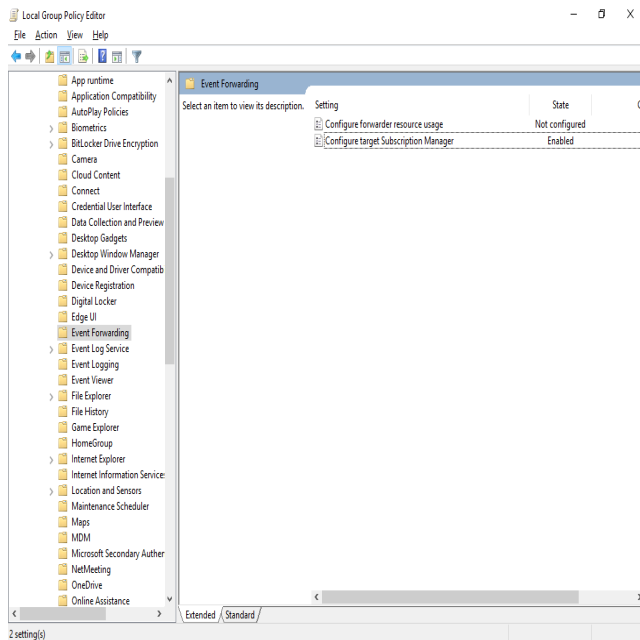 Local Group Policy Editor
File Action View Help
App runtime
Application Compatibility
AutoPlay Policies
Biometrics
BitLocker Drive Encryption
Camera
Cloud Content
Connect
Credential User Interface
Data Collection and Preview
Desktop Gadgets
Desktop Window Manager
Device and Driver Compatib
Device Registration
Digital Locker
Edge UI
Event Forwarding
Event Log Service
Event Logging
Event Viewer
File Explorer
File History
Game Explorer
HomeGroup
Internet Explorer
Internet Information Services
Location and Sensors
Maintenance Scheduler
Maps
MDM
Microsoft Secondary Auther
NetMeeting
OneDrive
Online Assistance
Event Forwarding
Select an item to view its description.
Setting State
Configure forwarder resource usage Not configured
Configure target Subscription Manager Enabled
Extended Standard
2 setting(s)